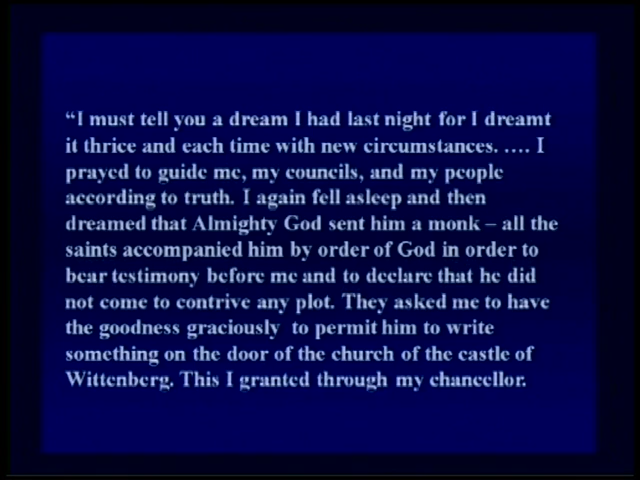 “I must tell you a dream I had last night for I dreamt
it thrice and each time with new circumstances. .... I
prayed to guide me, my councils, and my people
according to truth. I again fell asleep and then
dreamed that Almighty God sent him a monk – all the
saints accompanied him by order of God in order to
bear testimony before me and to declare that he did
not come to contrive any plot. They asked me to have
the goodness graciously to permit him to write
something on the door of the church of the castle of
Wittenberg. This I granted through my chancellor.